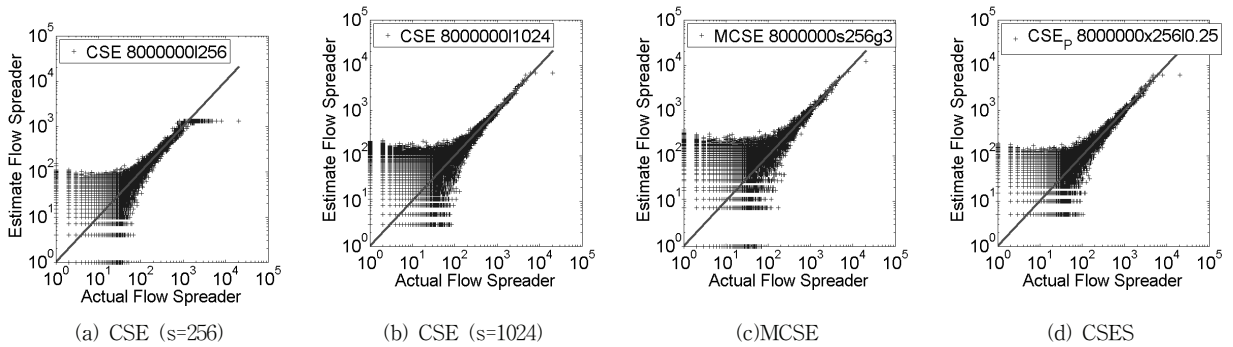 CSE 8000000l256
10^5
10^4
10^3
10^2
10^1
10^0
Estimate Flow Spreader
10^0 10^1 10^2 10^3 10^4 10^5
Actual Flow Spreader
(a) CSE (s=256)
CSE 8000000l1024
10^5
10^4
10^3
10^2
10^1
10^0
Estimate Flow Spreader
10^0 10^1 10^2 10^3 10^4 10^5
Actual Flow Spreader
(b) CSE (s=1024)
MCSE 8000000s256g3
10^5
10^4
10^3
10^2
10^1
10^0
Estimate Flow Spreader
10^0 10^1 10^2 10^3 10^4 10^5
Actual Flow Spreader
(c)MCSE
CSE_P 8000000x256l0.25
10^5
10^4
10^3
10^2
10^1
10^0
Estimate Flow Spreader
10^0 10^1 10^2 10^3 10^4 10^5
Actual Flow Spreader
(d) CSES